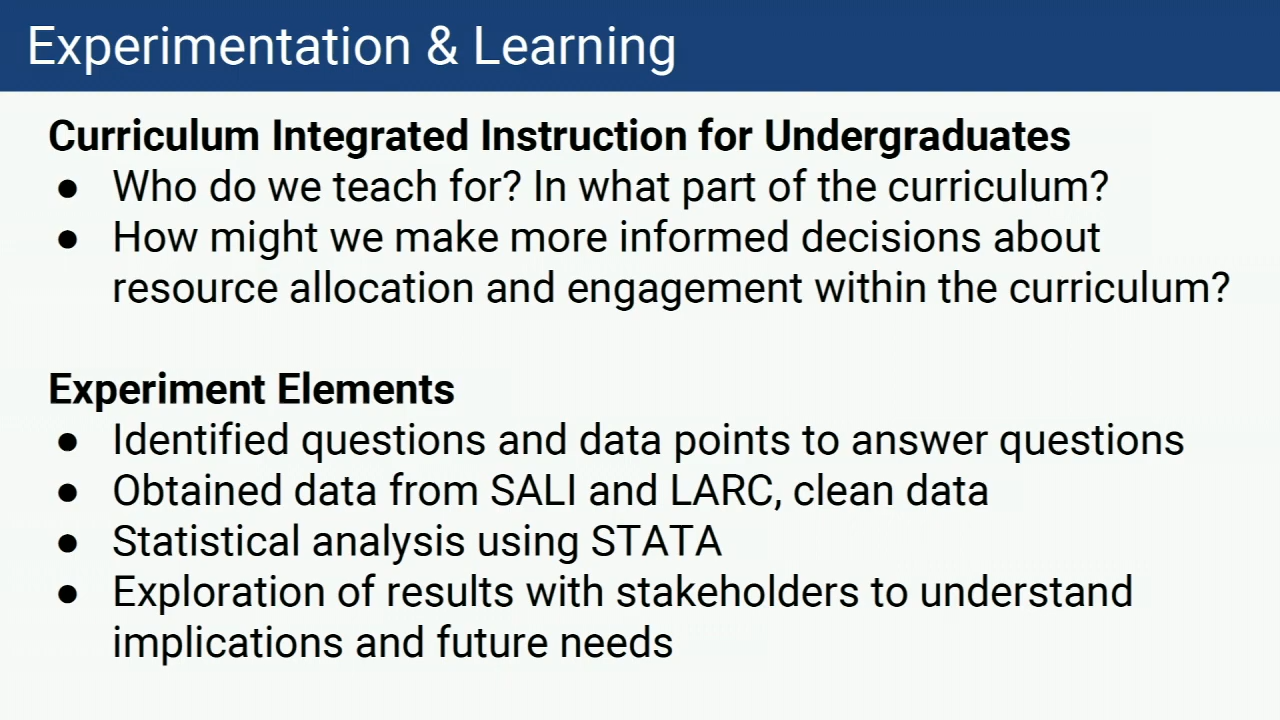 Experimentation & Learning
Curriculum Integrated Instruction for Undergraduates
● Who do we teach for? In what part of the curriculum?
● How might we make more informed decisions about
resource allocation and engagement within the curriculum?
Experiment Elements
● Identified questions and data points to answer questions
● Obtained data from SALI and LARC, clean data
● Statistical analysis using STATA
● Exploration of results with stakeholders to understand
implications and future needs